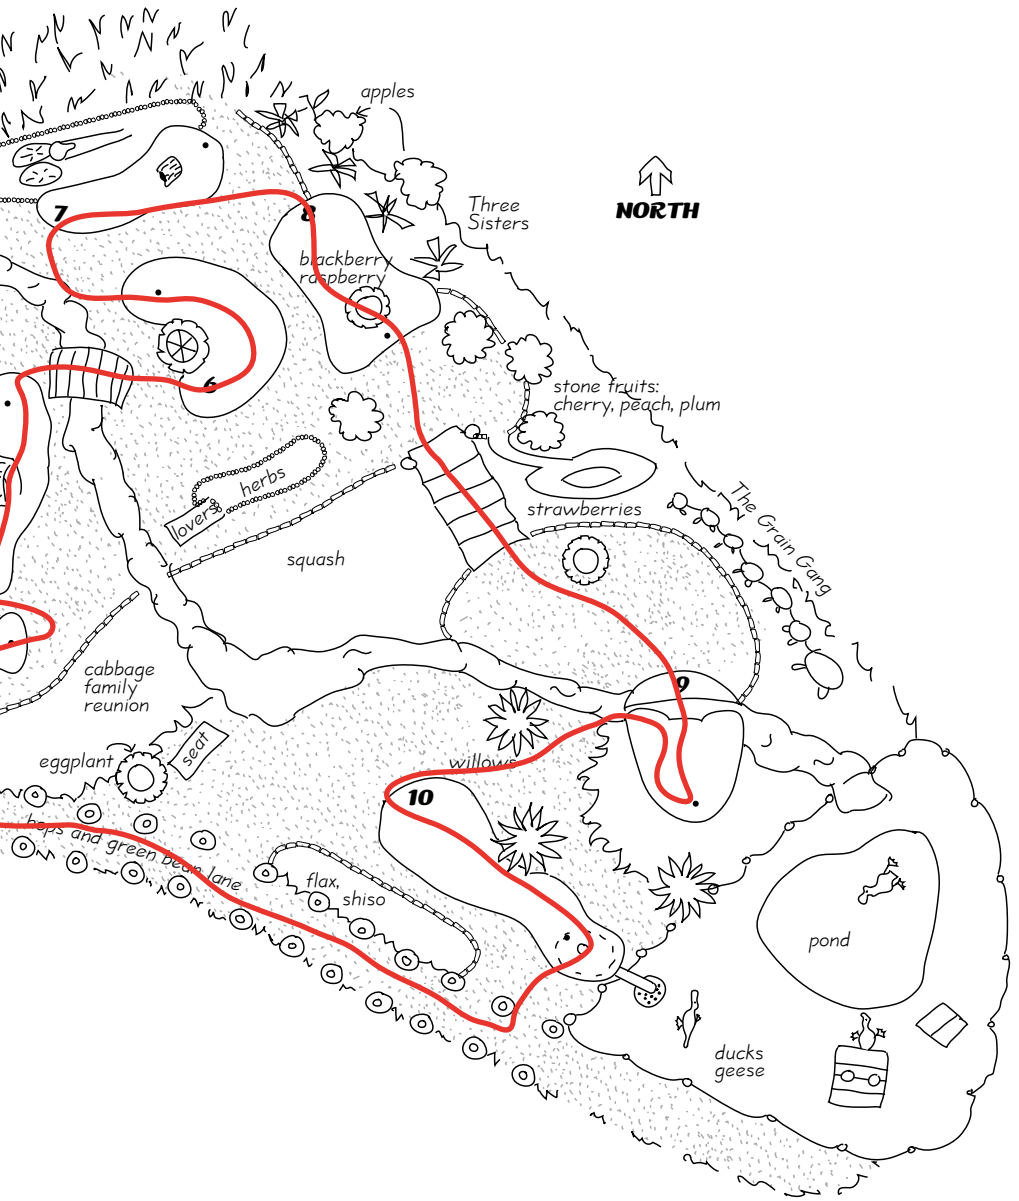 apples
NORTH
Three
Sisters
7
8
blackberry
raspberry
6
stone fruits:
cherry, peach, plum
herbs
lovers
strawberries
The Grain Gang
squash
cabbage
family
reunion
9
seat
eggplant
willows
10
hops and green bean lane
flax,
shiso
pond
ducks
geese